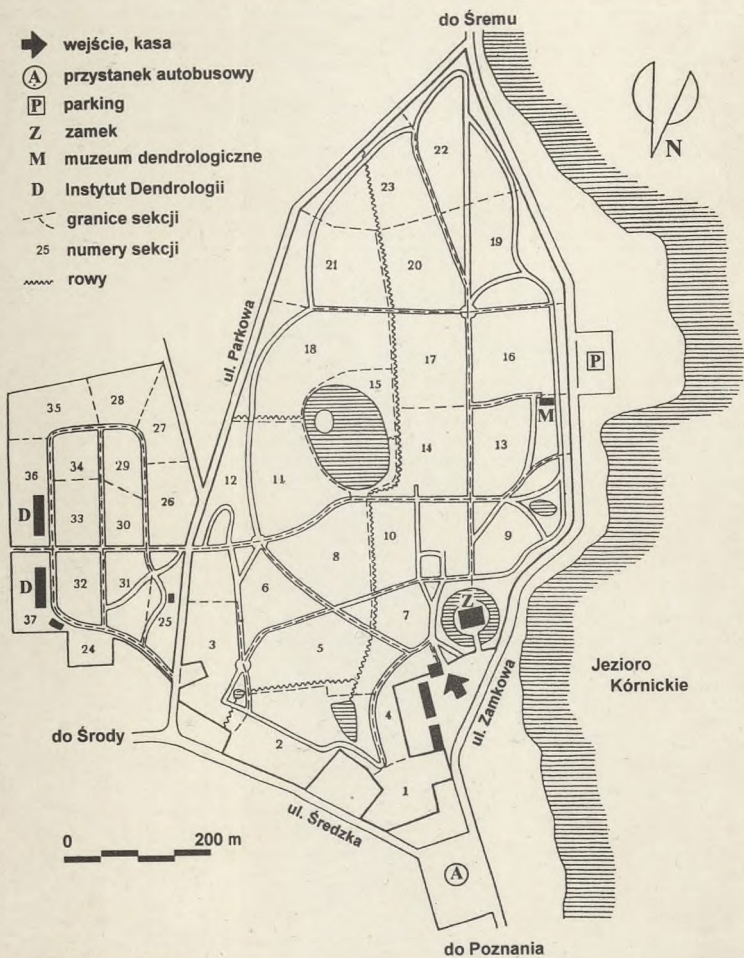 do Śremu
wejście, kasa
A przystanek autobusowy
P parking
Z zamek
M muzeum dendrologiczne
D Instytut Dendrologii
granice sekcji
25 numery sekcji
rowy
N
22
23
19
21
20
ul. Parkowa
18
17
16
15
P
M
35
28
27
34
29
36
14
13
12
11
26
D
33
30
10
9
8
32
31
6
7
Z
D
37
25
3
5
24
4
ul. Zamkowa
Jezioro
Kórnickie
do Środy
2
1
ul. Średzka
0 200 m
A
do Poznania